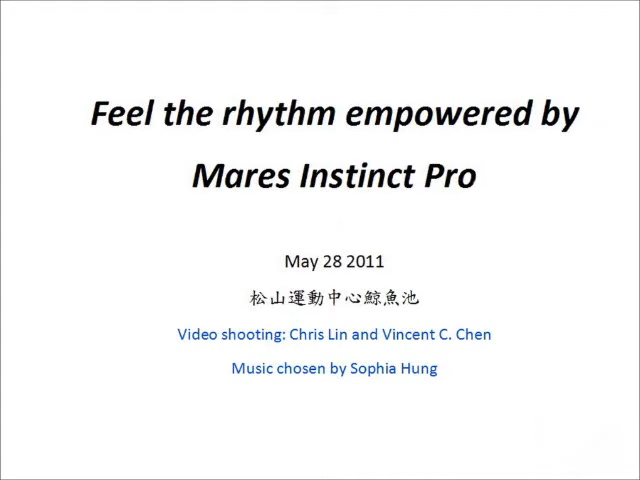 Feel the rhythm empowered by
Mares Instinct Pro
May 28 2011
松山運動中心鯨魚池
Video shooting: Chris Lin and Vincent C. Chen
Music chosen by Sophia Hung